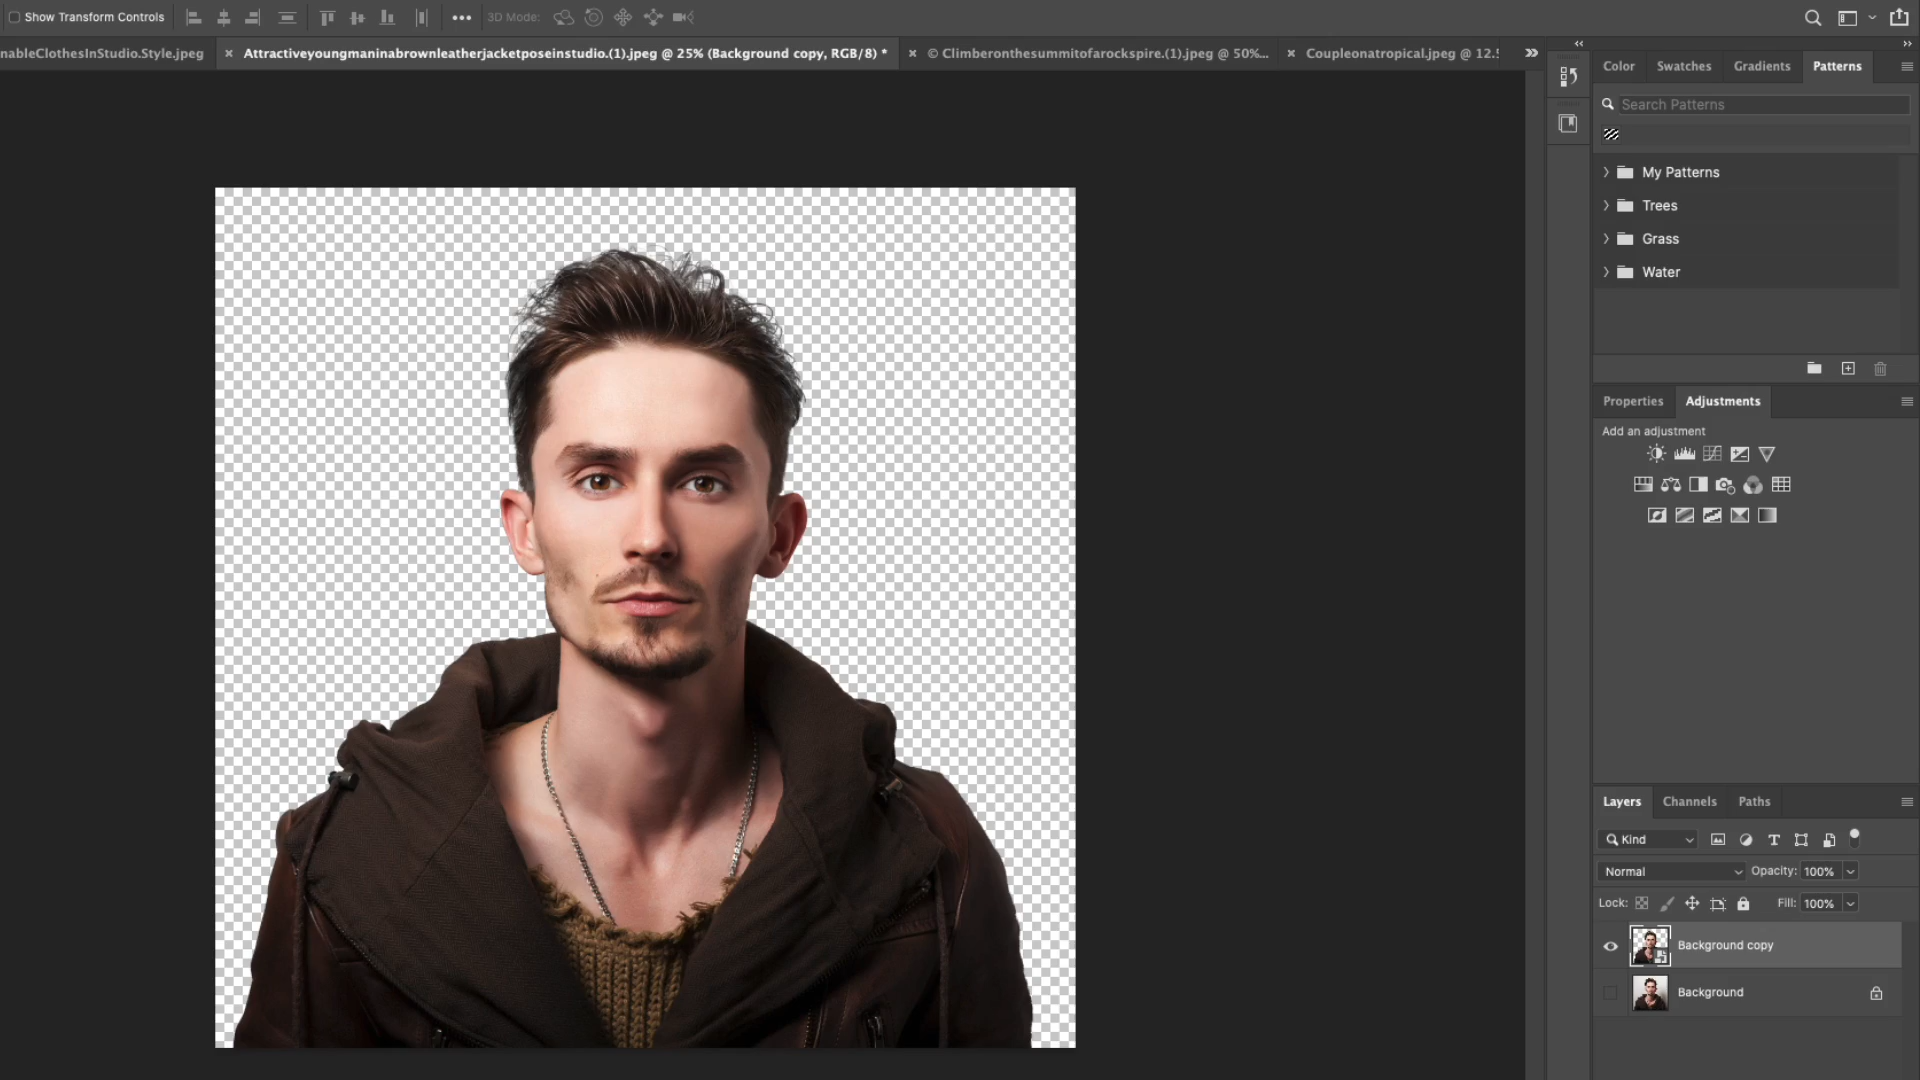 Show Transform Controls
3D Mode:
nableClothesInStudio.Style.jpeg
Attractiveyoungmaninabrownleatherjacketposeinstudio.(1).jpeg @ 25% (Background copy, RGB/8) *
© Climberonthesummitofarockspire.(1).jpeg @ 50%...
Coupleonatropical.jpeg @ 12.5
Color
Swatches
Gradients
Patterns
Search Patterns
My Patterns
Trees
Grass
Water
Properties
Adjustments
Add an adjustment
Layers
Channels
Paths
Kind
Normal
Opacity: 100%
Lock:
Fill: 100%
Background copy
Background